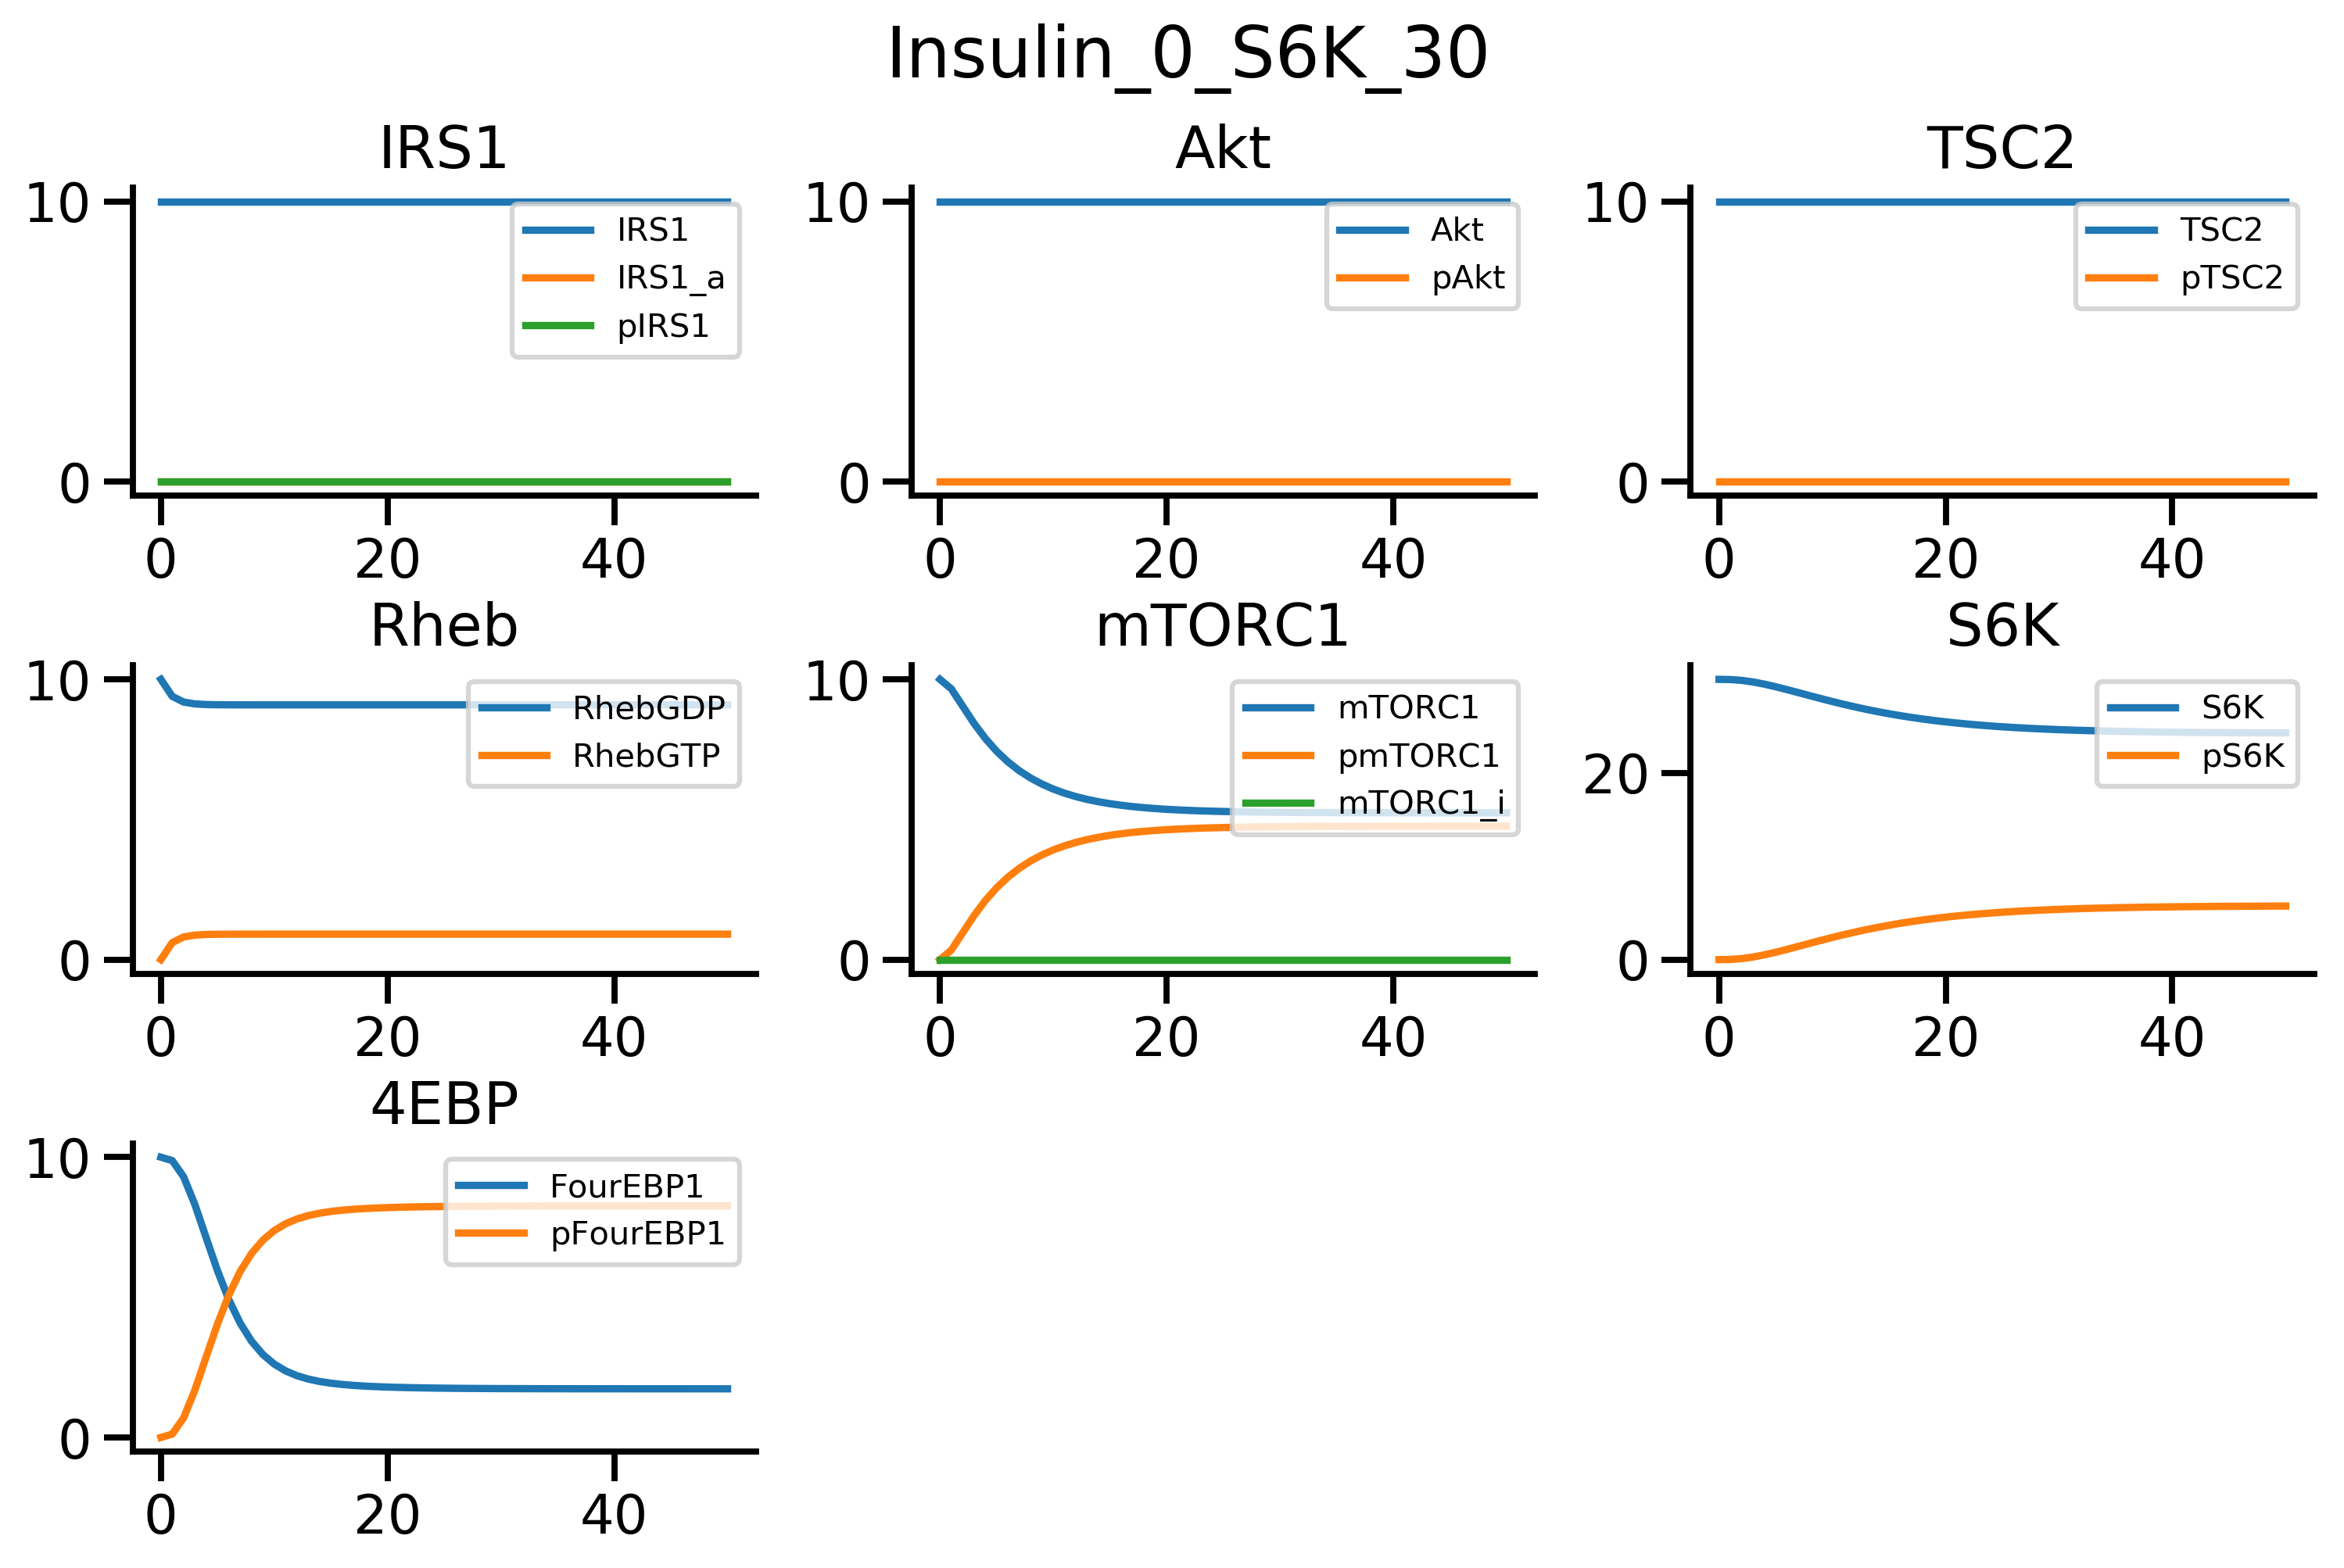 Insulin_0_S6K_30
IRS1
10
0
0 20 40
IRS1
IRS1_a
pIRS1
Akt
10
0
0 20 40
Akt
pAkt
TSC2
10
0
0 20 40
TSC2
pTSC2
Rheb
10
0
0 20 40
RhebGDP
RhebGTP
mTORC1
10
0
0 20 40
mTORC1
pmTORC1
mTORC1_i
S6K
20
0
0 20 40
S6K
pS6K
4EBP
10
0
0 20 40
FourEBP1
pFourEBP1